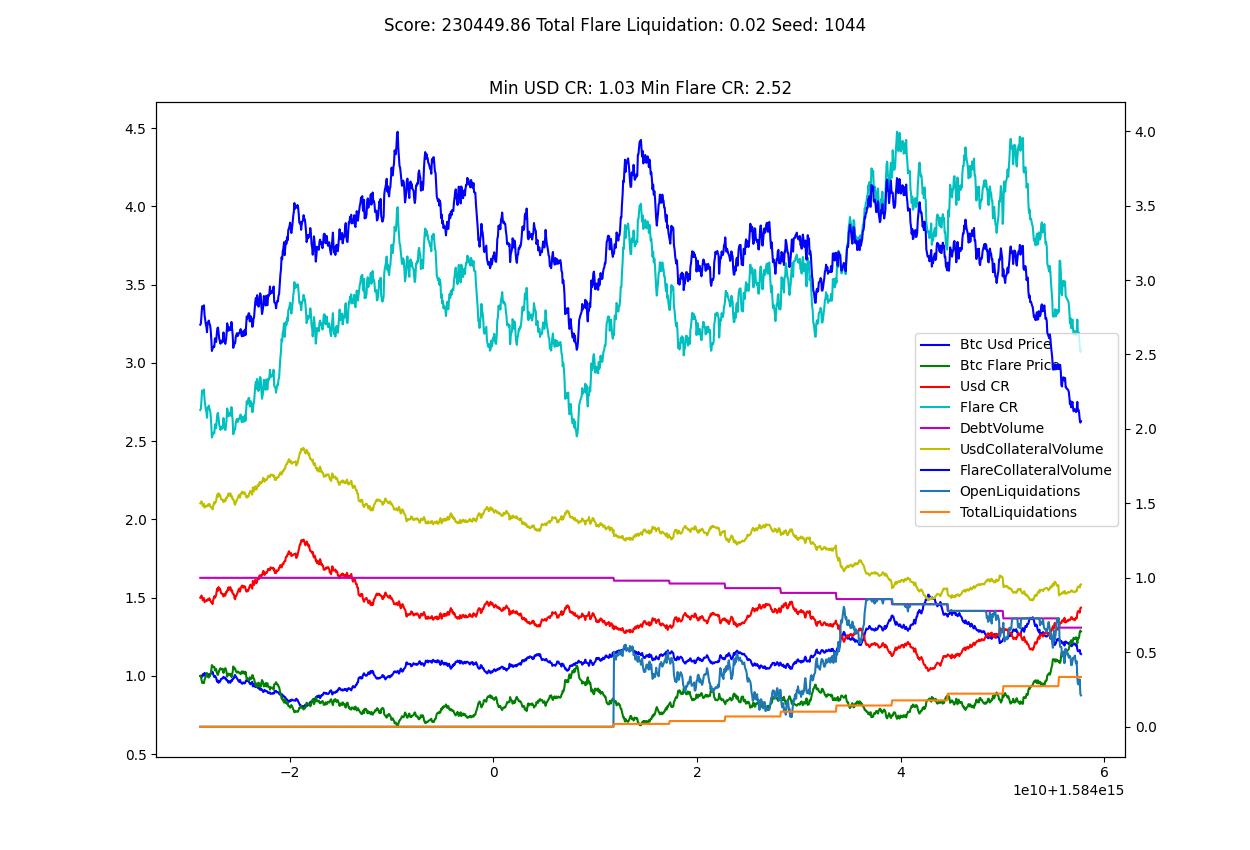 Score: 230449.86 Total Flare Liquidation: 0.02 Seed: 1044
Min USD CR: 1.03 Min Flare CR: 2.52
4.5
4.0
3.5
3.0
2.5
2.0
1.5
1.0
0.5
4.0
3.5
3.0
2.5
2.0
1.5
1.0
0.5
0.0
Btc Usd Price
Btc Flare Price
Usd CR
Flare CR
DebtVolume
UsdCollateralVolume
FlareCollateralVolume
OpenLiquidations
TotalLiquidations
−2 0 2 4 6
1e10+1.584e15